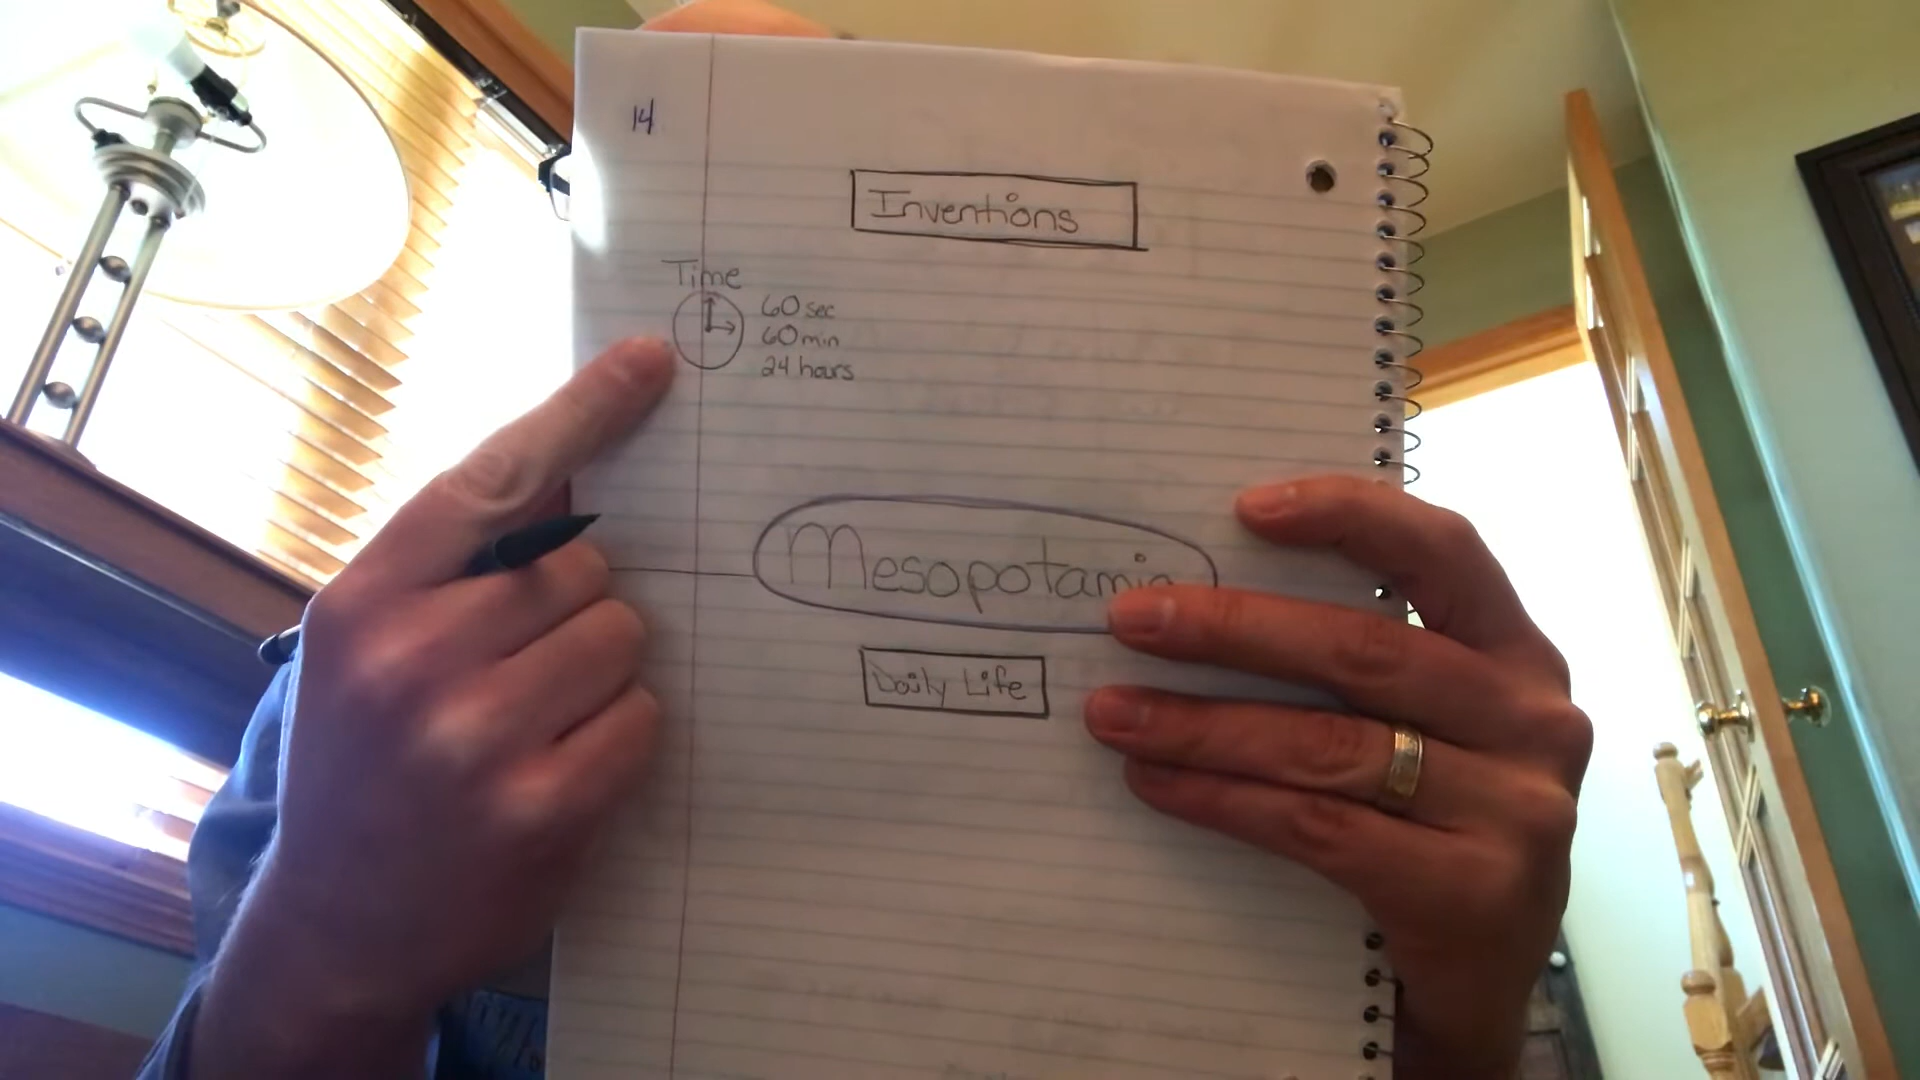 14
Inventions
Time
60 sec
60 min
24 hours
Mesopotamia
Daily Life